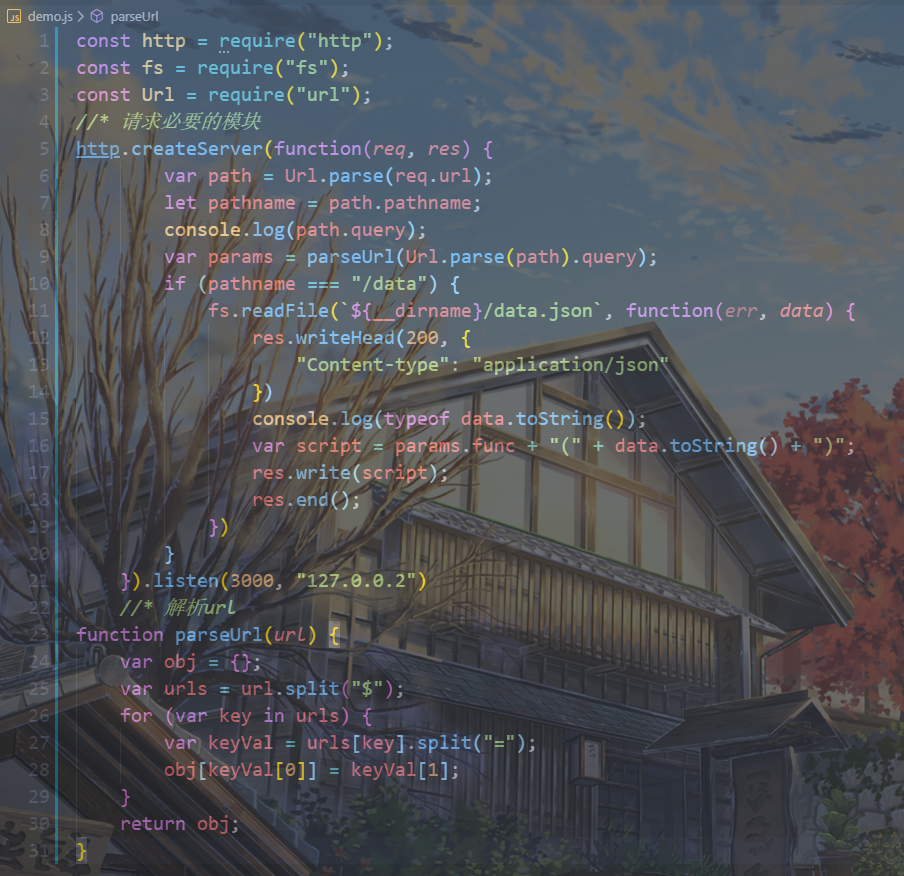 JS demo.js > parseUrl
1 const http = require("http");
2 const fs = require("fs");
3 const Url = require("url");
4 //* 请求必要的模块
5 http.createServer(function(req, res) {
6         var path = Url.parse(req.url);
7         let pathname = path.pathname;
8         console.log(path.query);
9         var params = parseUrl(Url.parse(path).query);
10         if (pathname === "/data") {
11             fs.readFile(`${__dirname}/data.json`, function(err, data) {
12                 res.writeHead(200, {
13                     "Content-type": "application/json"
14                 })
15                 console.log(typeof data.toString());
16                 var script = params.func + "(" + data.toString() + ")";
17                 res.write(script);
18                 res.end();
19             })
20         }
21     }).listen(3000, "127.0.0.2")
22     //* 解析url
23 function parseUrl(url) {
24     var obj = {};
25     var urls = url.split("$");
26     for (var key in urls) {
27         var keyVal = urls[key].split("=");
28         obj[keyVal[0]] = keyVal[1];
29     }
30     return obj;
31 }